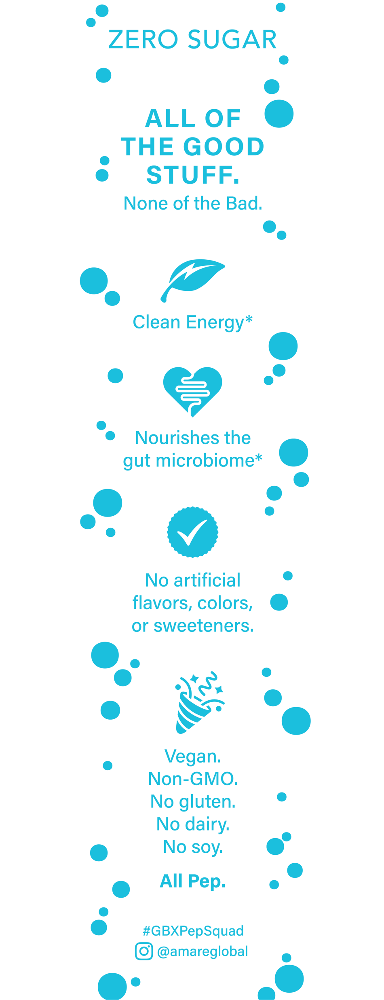 ZERO SUGAR
ALL OF
THE GOOD
STUFF.
None of the Bad.
Clean Energy*
Nourishes the
gut microbiome*
No artificial
flavors, colors,
or sweeteners.
Vegan.
Non-GMO.
No gluten.
No dairy.
No soy.
All Pep.
#GBXPepSquad
@amareglobal